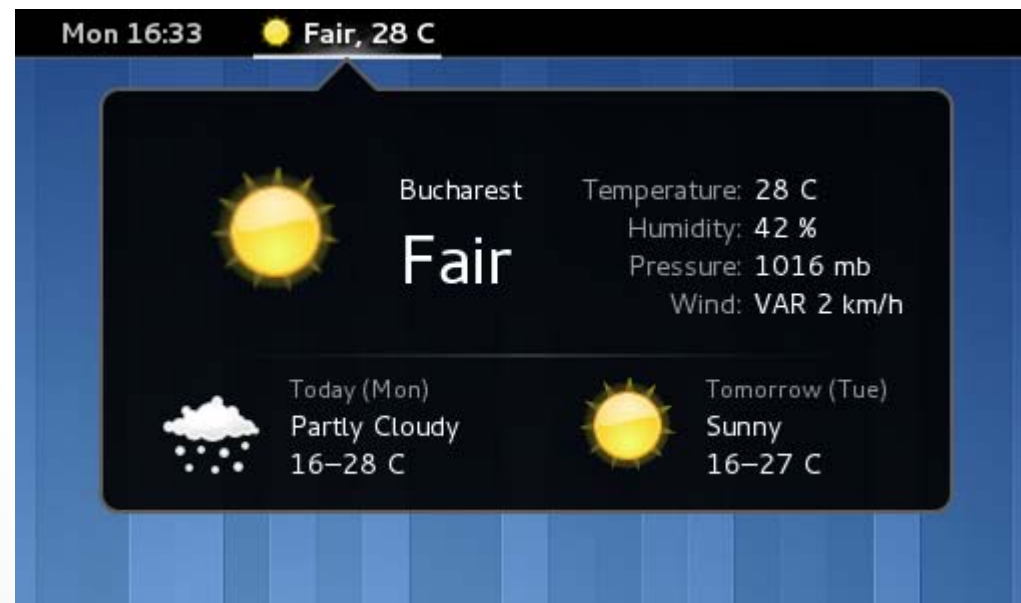 Mon 16:33 Fair, 28 C
Bucharest
Fair
Temperature: 28 C
Humidity: 42 %
Pressure: 1016 mb
Wind: VAR 2 km/h
Today (Mon)
Partly Cloudy
16–28 C
Tomorrow (Tue)
Sunny
16–27 C